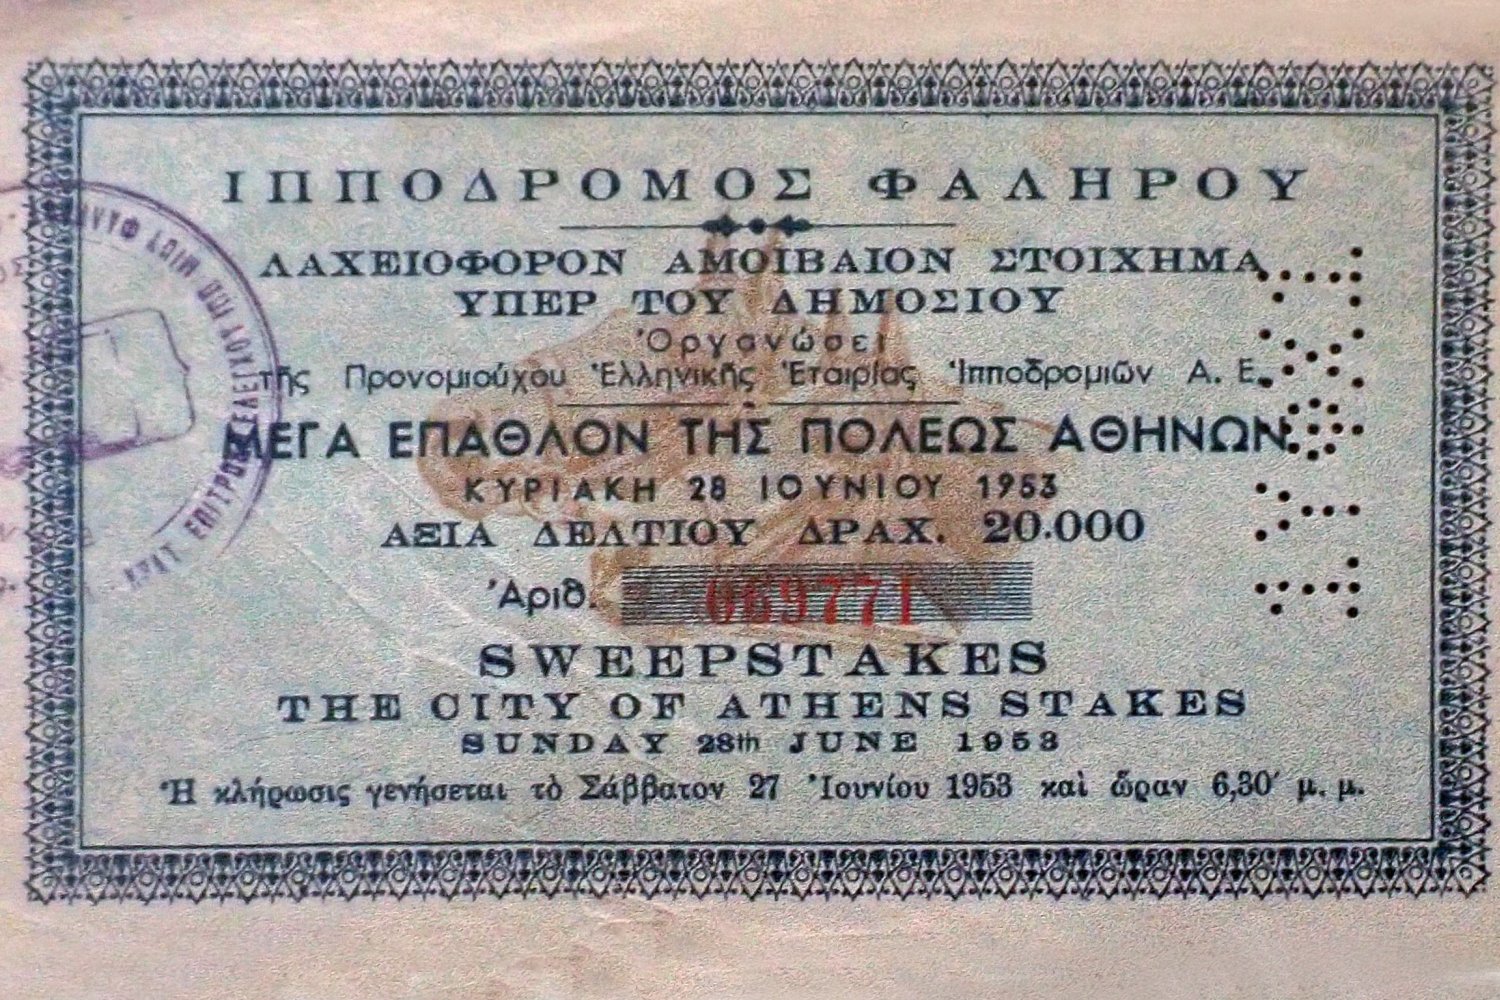 ΙΠΠΟΔΡΟΜΟΣ ΦΑΛΗΡΟΥ
ΛΑΧΕΙΟΦΟΡΟΝ ΑΜΟΙΒΑΙΟΝ ΣΤΟΙΧΗΜΑ
ΥΠΕΡ ΤΟΥ ΔΗΜΟΣΙΟΥ
Ὀργανώσει
τῆς Προνομιούχου Ἑλληνικῆς Ἑταιρίας Ἱπποδρομιῶν Α. Ε.
ΜΕΓΑ ΕΠΑΘΛΟΝ ΤΗΣ ΠΟΛΕΩΣ ΑΘΗΝΩΝ
ΚΥΡΙΑΚΗ 28 ΙΟΥΝΙΟΥ 1953
ΑΞΙΑ ΔΕΛΤΙΟΥ ΔΡΑΧ. 20.000
Ἀριθ. 069771
SWEEPSTAKES
THE CITY OF ATHENS STAKES
SUNDAY 28th JUNE 1953
Ἡ κλήρωσις γενήσεται τὸ Σάββατον 27 Ἰουνίου 1953 καὶ ὥραν 6,30′ μ. μ.